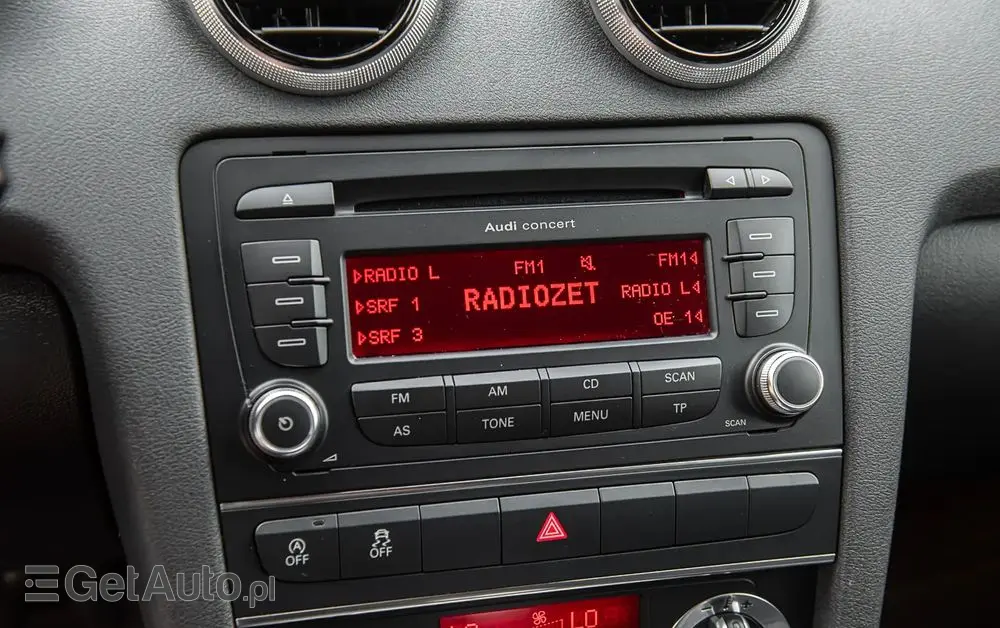 Audi concert
RADIO L
FM1
FM1
SRF 1
RADIOZET
RADIO L
SRF 3
OE 1
FM
AM
CD
SCAN
AS
TONE
MENU
TP
SCAN
A
OFF
OFF
LO
LO
GetAuto.pl